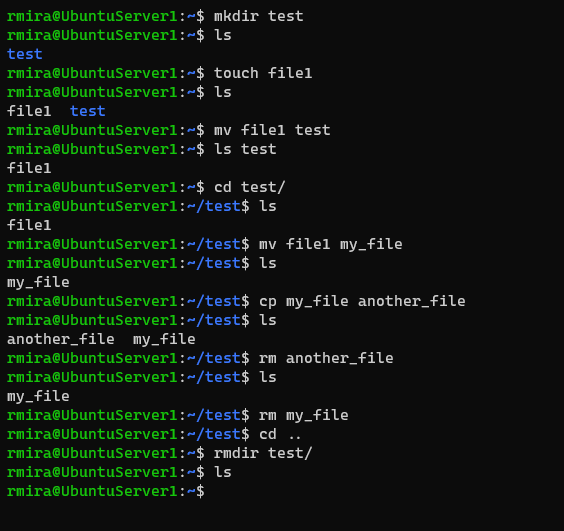 rmira@UbuntuServer1:~$ mkdir test
rmira@UbuntuServer1:~$ ls
test
rmira@UbuntuServer1:~$ touch file1
rmira@UbuntuServer1:~$ ls
file1  test
rmira@UbuntuServer1:~$ mv file1 test
rmira@UbuntuServer1:~$ ls test
file1
rmira@UbuntuServer1:~$ cd test/
rmira@UbuntuServer1:~/test$ ls
file1
rmira@UbuntuServer1:~/test$ mv file1 my_file
rmira@UbuntuServer1:~/test$ ls
my_file
rmira@UbuntuServer1:~/test$ cp my_file another_file
rmira@UbuntuServer1:~/test$ ls
another_file  my_file
rmira@UbuntuServer1:~/test$ rm another_file
rmira@UbuntuServer1:~/test$ ls
my_file
rmira@UbuntuServer1:~/test$ rm my_file
rmira@UbuntuServer1:~/test$ cd ..
rmira@UbuntuServer1:~$ rmdir test/
rmira@UbuntuServer1:~$ ls
rmira@UbuntuServer1:~$